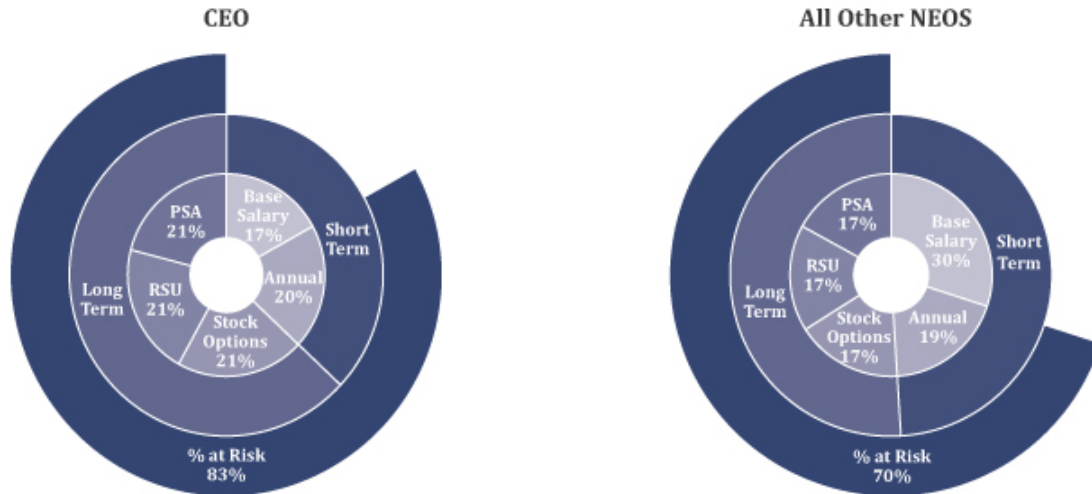 CEO
Base
Salary
17%
Annual
20%
Stock
Options
21%
RSU
21%
PSA
21%
Short
Term
Long
Term
% at Risk
83%
All Other NEOS
Base
Salary
30%
Annual
19%
Stock
Options
17%
RSU
17%
PSA
17%
Short
Term
Long
Term
% at Risk
70%